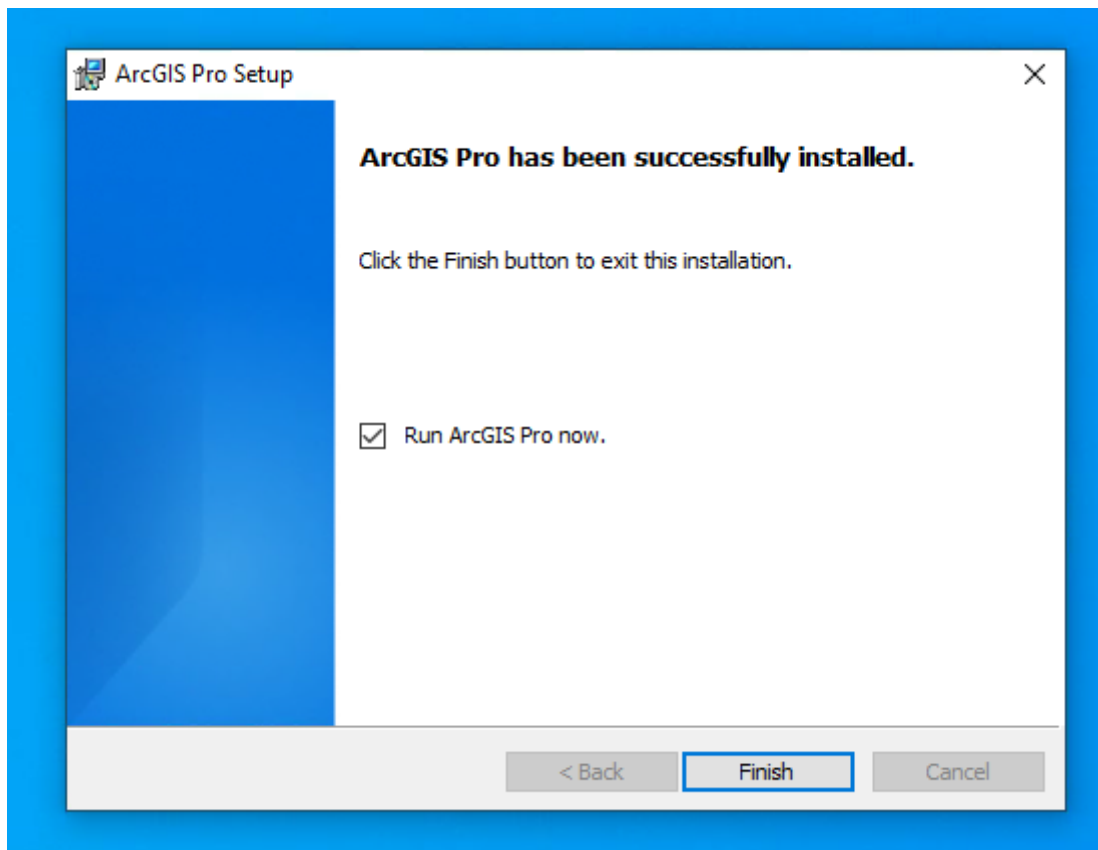 ArcGIS Pro Setup
ArcGIS Pro has been successfully installed.
Click the Finish button to exit this installation.
Run ArcGIS Pro now.
< Back
Finish
Cancel